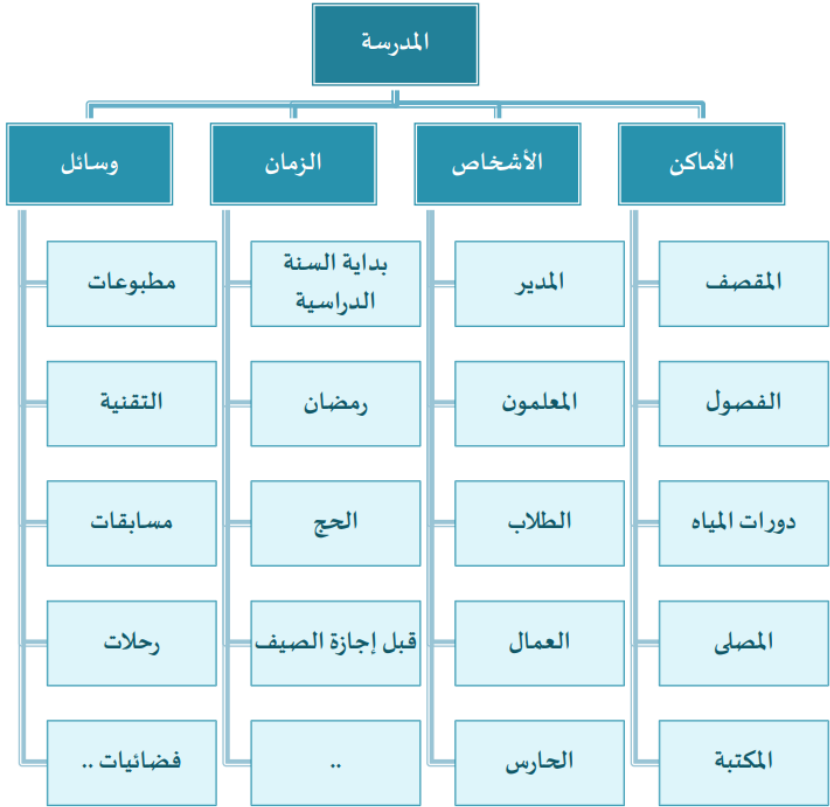 المدرسة
الأماكن
المقصف
الفصول
دورات المياه
المصلى
المكتبة
الأشخاص
المدير
المعلمون
الطلاب
العمال
الحارس
الزمان
بداية السنة
الدراسية
رمضان
الحج
قبل إجازة الصيف
..
وسائل
مطبوعات
التقنية
مسابقات
رحلات
فضائيات ..